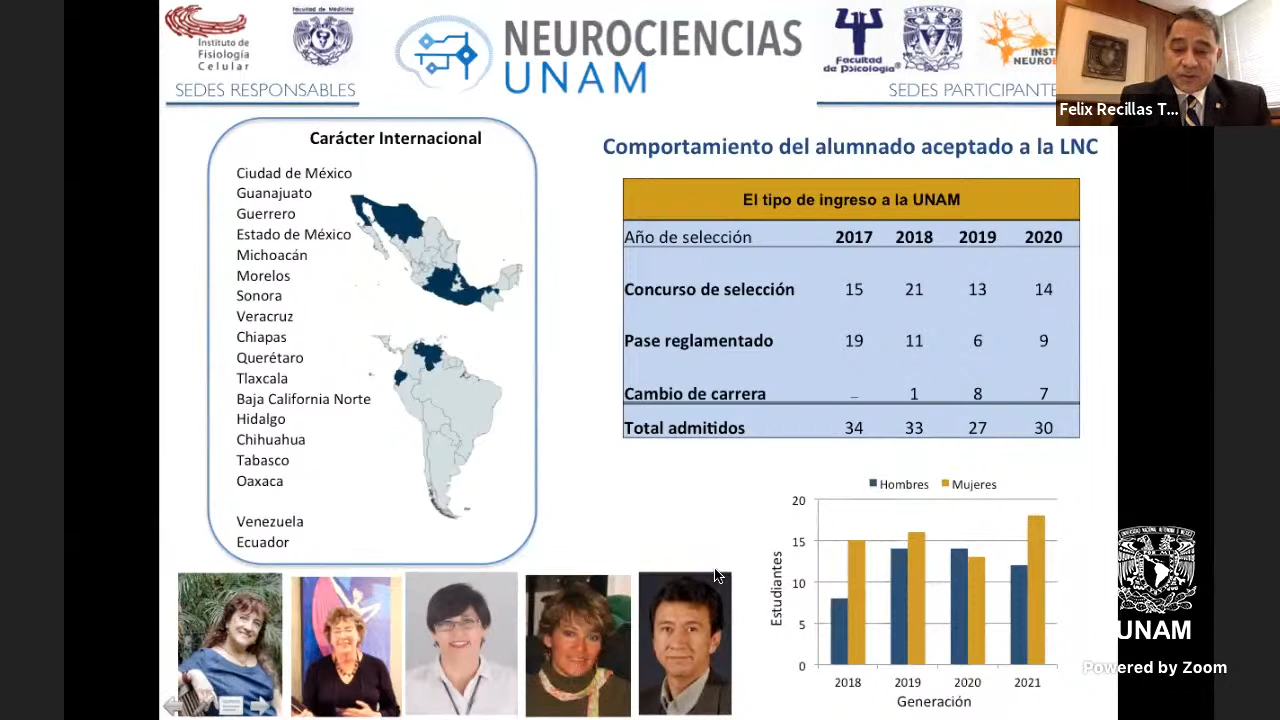 Instituto de
Fisiología
Celular
Facultad de Medicina
SEDES RESPONSABLES
NEUROCIENCIAS
UNAM
Facultad
de Psicología
CIENCIAS
SEDES PARTICIPANTE
Felix Recillas T...
Carácter Internacional
Ciudad de México
Guanajuato
Guerrero
Estado de México
Michoacán
Morelos
Sonora
Veracruz
Chiapas
Querétaro
Tlaxcala
Baja California Norte
Hidalgo
Chihuahua
Tabasco
Oaxaca
Venezuela
Ecuador
Comportamiento del alumnado aceptado a la LNC
El tipo de ingreso a la UNAM
Año de selección 2017 2018 2019 2020
Concurso de selección 15 21 13 14
Pase reglamentado 19 11 6 9
Cambio de carrera – 1 8 7
Total admitidos 34 33 27 30
Hombres Mujeres
20
15
10
5
0
Estudiantes
2018 2019 2020 2021
Generación
UNAM
Powered by Zoom